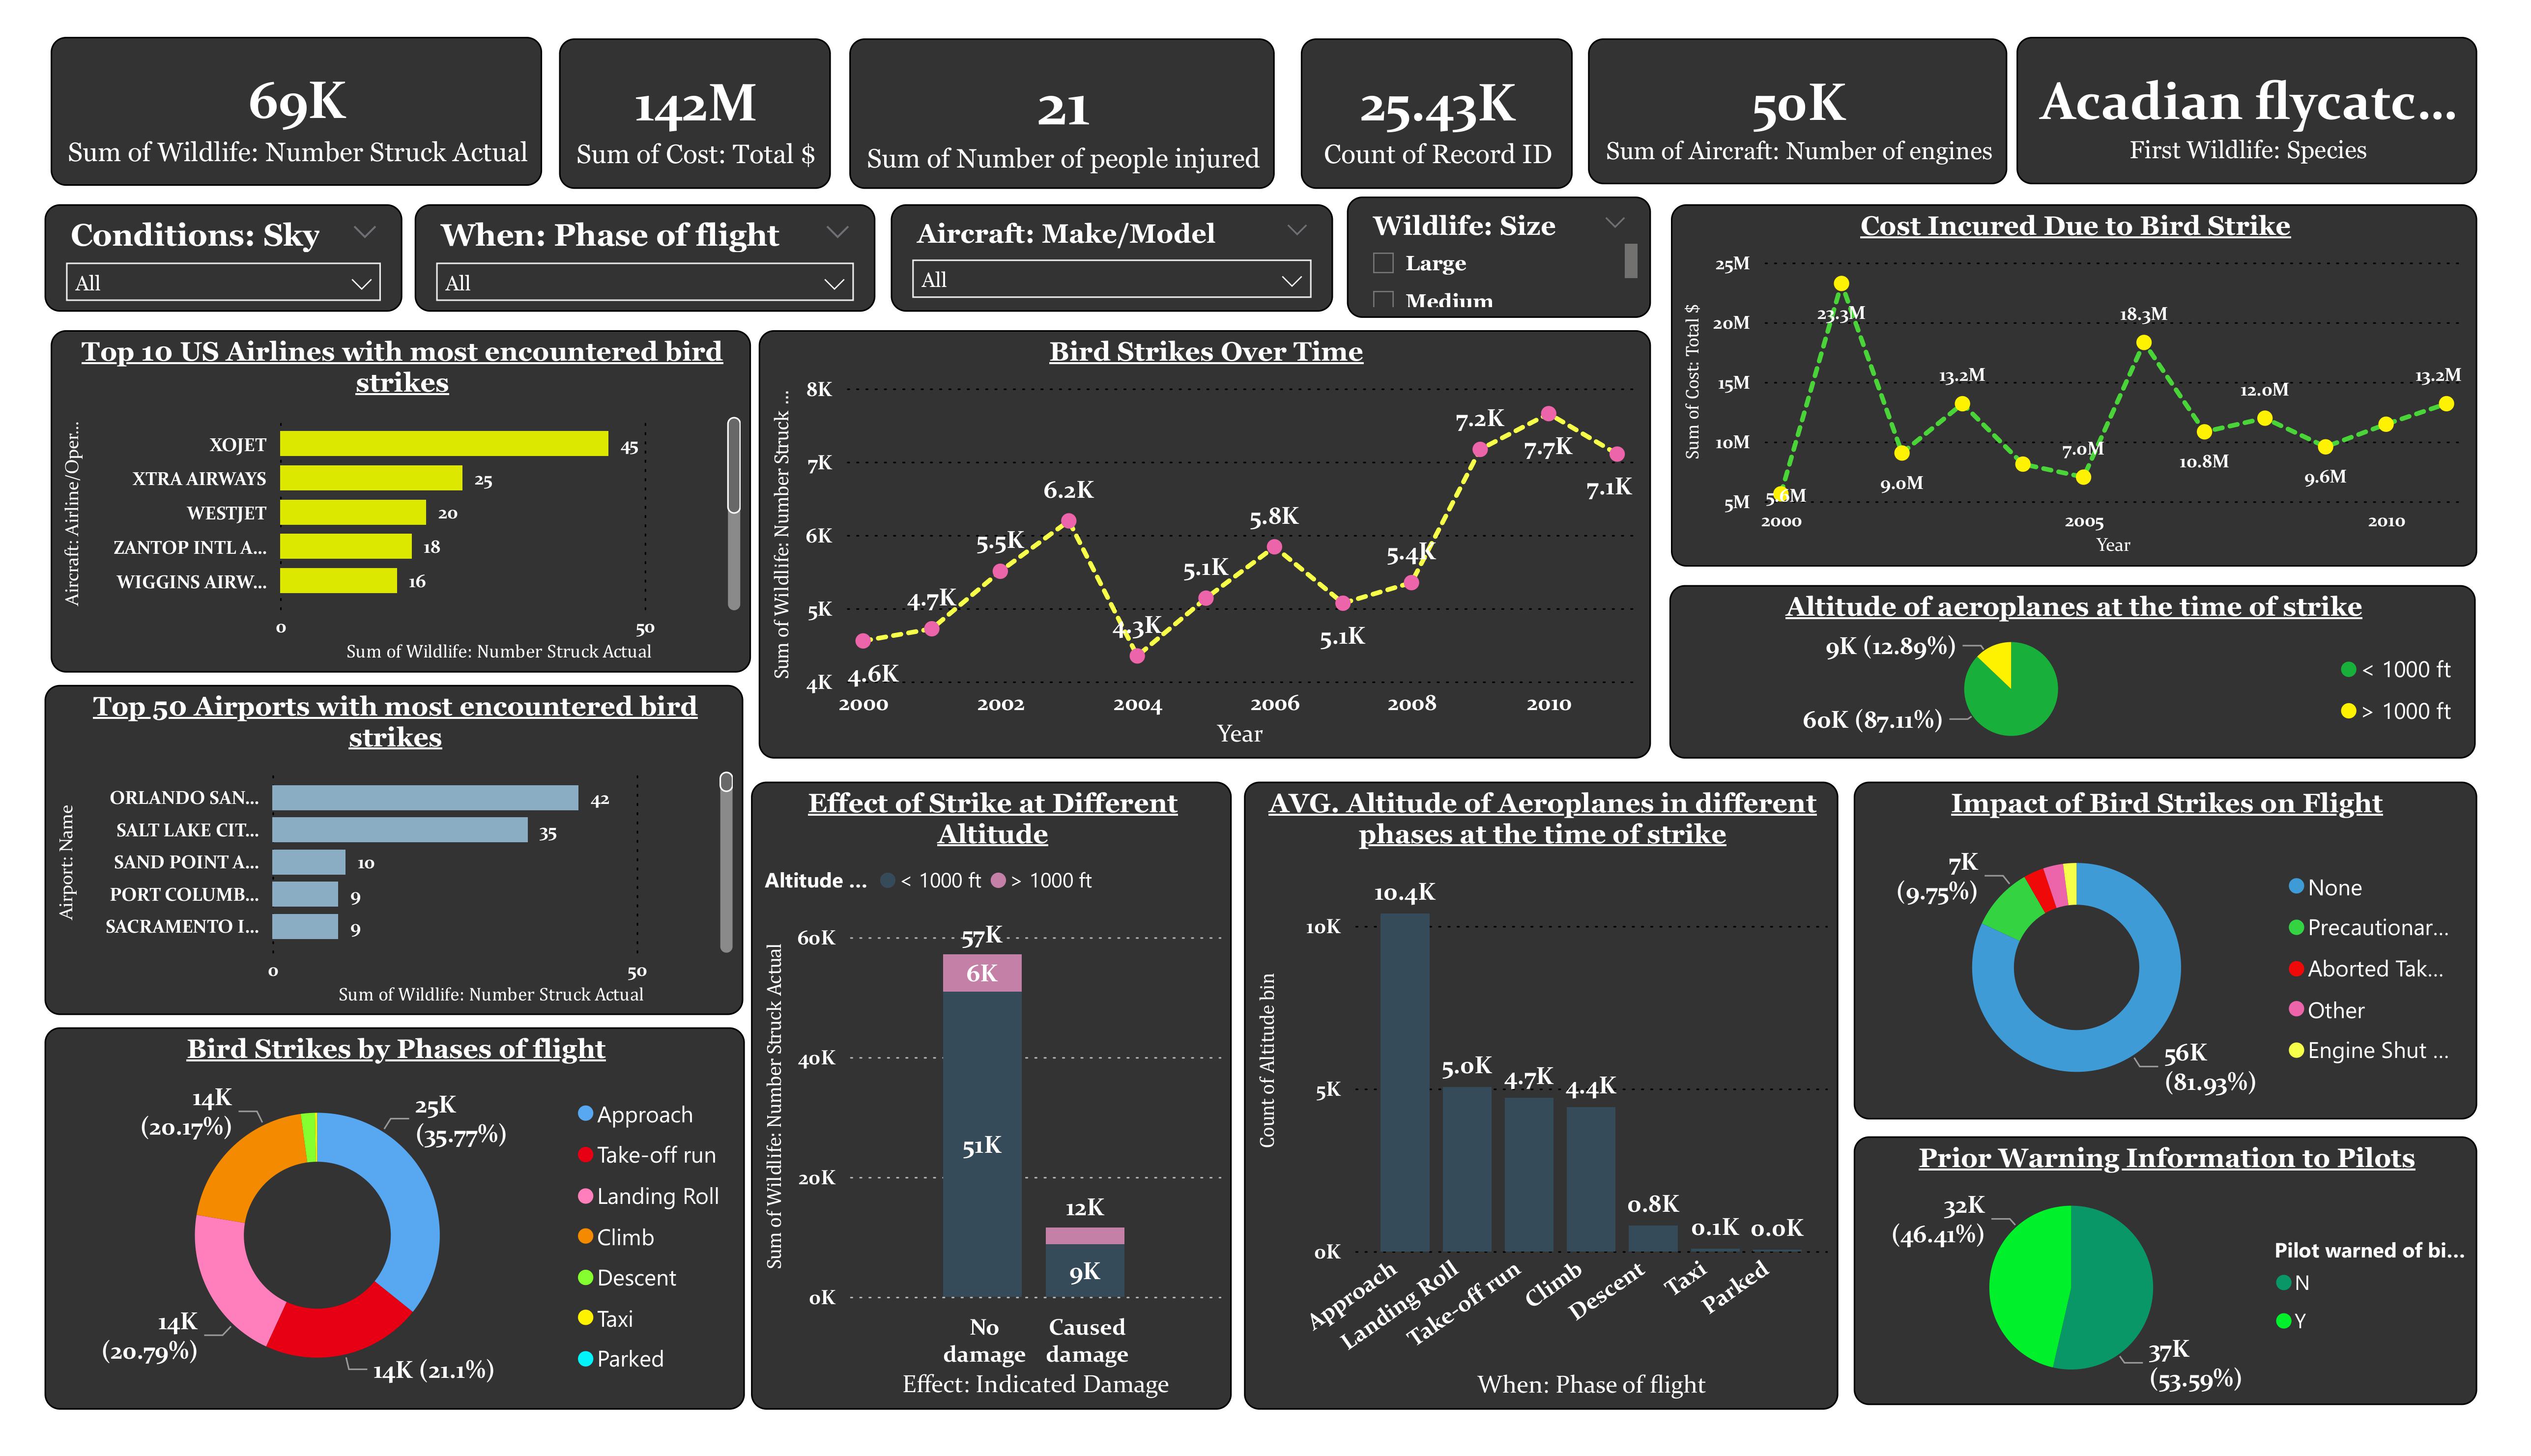 69K
Sum of Wildlife: Number Struck Actual
142M
Sum of Cost: Total $
21
Sum of Number of people injured
25.43K
Count of Record ID
50K
Sum of Aircraft: Number of engines
Acadian flycatc...
First Wildlife: Species
Conditions: Sky
All
When: Phase of flight
All
Aircraft: Make/Model
All
Wildlife: Size
Large
Medium
Cost Incured Due to Bird Strike
Sum of Cost: Total $
25M
20M
15M
10M
5M
5.6M
23.3M
9.0M
13.2M
7.0M
18.3M
10.8M
12.0M
9.6M
13.2M
2000
2005
2010
Year
Top 10 US Airlines with most encountered bird
strikes
Aircraft: Airline/Oper...
XOJET
45
XTRA AIRWAYS
25
WESTJET
20
ZANTOP INTL A...
18
WIGGINS AIRW...
16
0
50
Sum of Wildlife: Number Struck Actual
Bird Strikes Over Time
Sum of Wildlife: Number Struck ...
8K
7K
6K
5K
4K
4.6K
4.7K
5.5K
6.2K
4.3K
5.1K
5.8K
5.1K
5.4K
7.2K
7.7K
7.1K
2000
2002
2004
2006
2008
2010
Year
Altitude of aeroplanes at the time of strike
9K (12.89%)
60K (87.11%)
< 1000 ft
> 1000 ft
Top 50 Airports with most encountered bird
strikes
Airport: Name
ORLANDO SAN...
42
SALT LAKE CIT...
35
SAND POINT A...
10
PORT COLUMB...
9
SACRAMENTO I...
9
0
50
Sum of Wildlife: Number Struck Actual
Effect of Strike at Different
Altitude
Altitude ...
< 1000 ft
> 1000 ft
Sum of Wildlife: Number Struck Actual
60K
40K
20K
0K
57K
6K
51K
12K
9K
No
damage
Caused
damage
Effect: Indicated Damage
AVG. Altitude of Aeroplanes in different
phases at the time of strike
Count of Altitude bin
10K
5K
0K
10.4K
5.0K
4.7K
4.4K
0.8K
0.1K
0.0K
Approach
Landing Roll
Take-off run
Climb
Descent
Taxi
Parked
When: Phase of flight
Impact of Bird Strikes on Flight
7K
(9.75%)
56K
(81.93%)
None
Precautionar...
Aborted Tak...
Other
Engine Shut ...
Bird Strikes by Phases of flight
14K
(20.17%)
25K
(35.77%)
14K
(20.79%)
14K (21.1%)
Approach
Take-off run
Landing Roll
Climb
Descent
Taxi
Parked
Prior Warning Information to Pilots
32K
(46.41%)
37K
(53.59%)
Pilot warned of bi...
N
Y